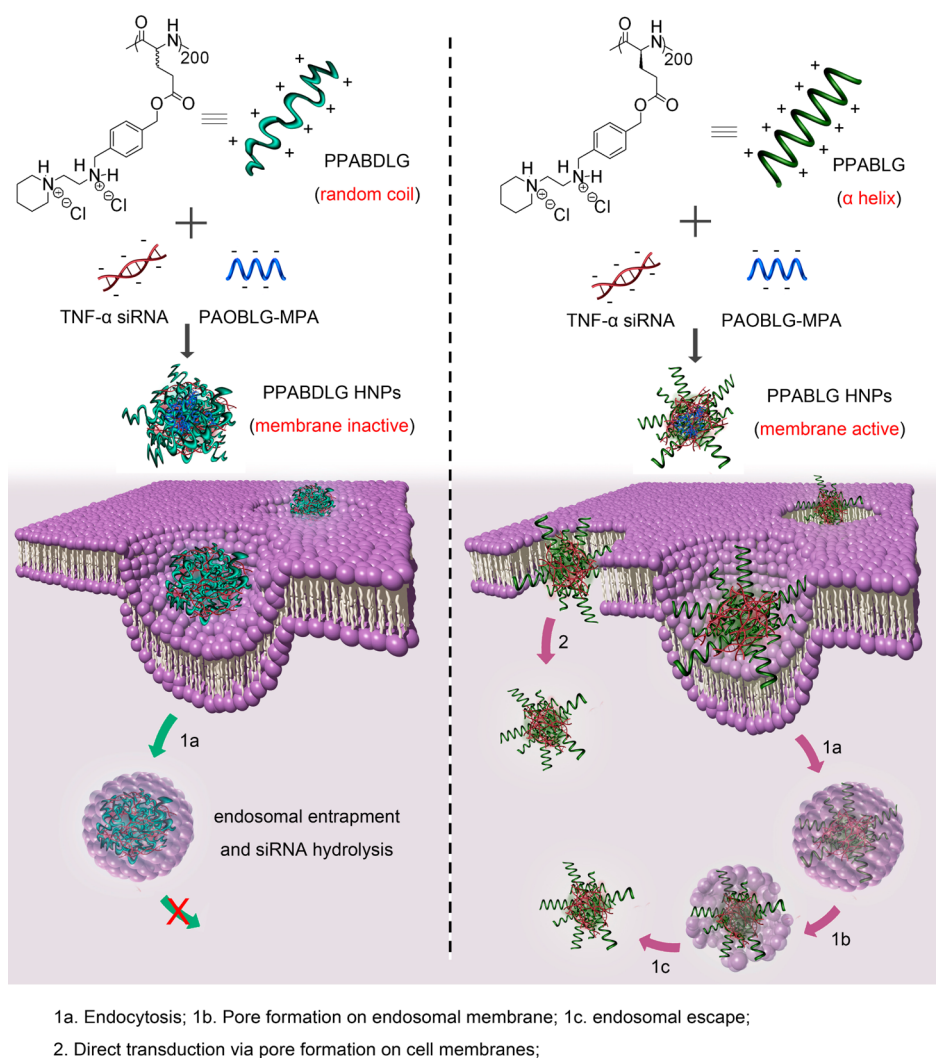 O
H
N
200
O
O
H
N
H
H
N
⊕
⊖ Cl
⊕
⊖ Cl
+
+
+
+
+
+
PPABDLG
(random coil)
TNF-α siRNA
PAOBLG-MPA
PPABDLG HNPs
(membrane inactive)
1a
endosomal entrapment
and siRNA hydrolysis
X
O
H
N
200
O
O
H
N
H
H
N
⊕
⊖ Cl
⊕
⊖ Cl
+
+
+
+
+
+
PPABLG
(α helix)
TNF-α siRNA
PAOBLG-MPA
PPABLG HNPs
(membrane active)
2
1a
1b
1c
1a. Endocytosis; 1b. Pore formation on endosomal membrane; 1c. endosomal escape;
2. Direct transduction via pore formation on cell membranes;